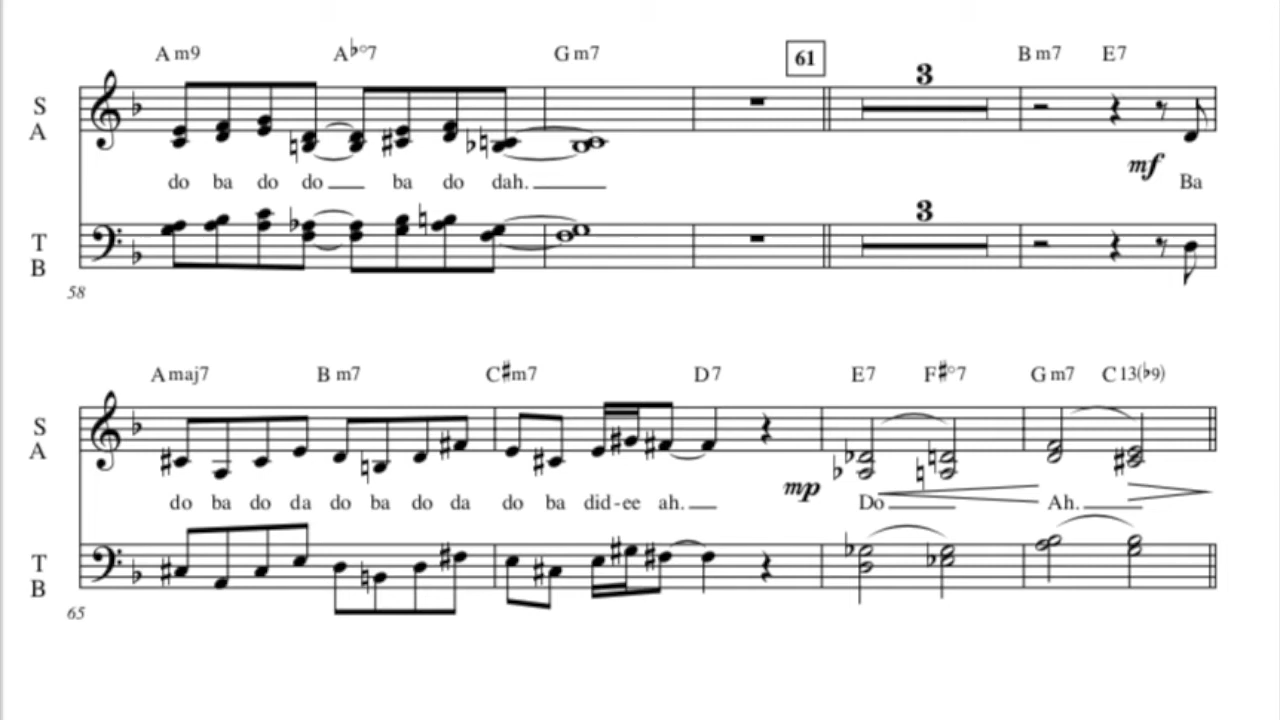 A m9 A♭°7 G m7 61 B m7 E7
S
A
3
mf
do ba do do ba do dah. Ba
T
B
3
58
A maj7 B m7 C♯m7 D 7 E7 F♯°7 G m7 C 13(♭9)
S
A
mp
do ba do da do ba do da do ba did-ee ah. Do Ah.
T
B
65